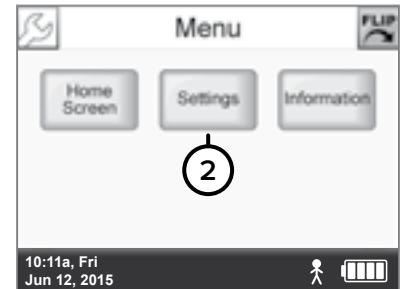 Menu
FLIP
Home
Screen
Settings
Information
2
10:11a, Fri
Jun 12, 2015